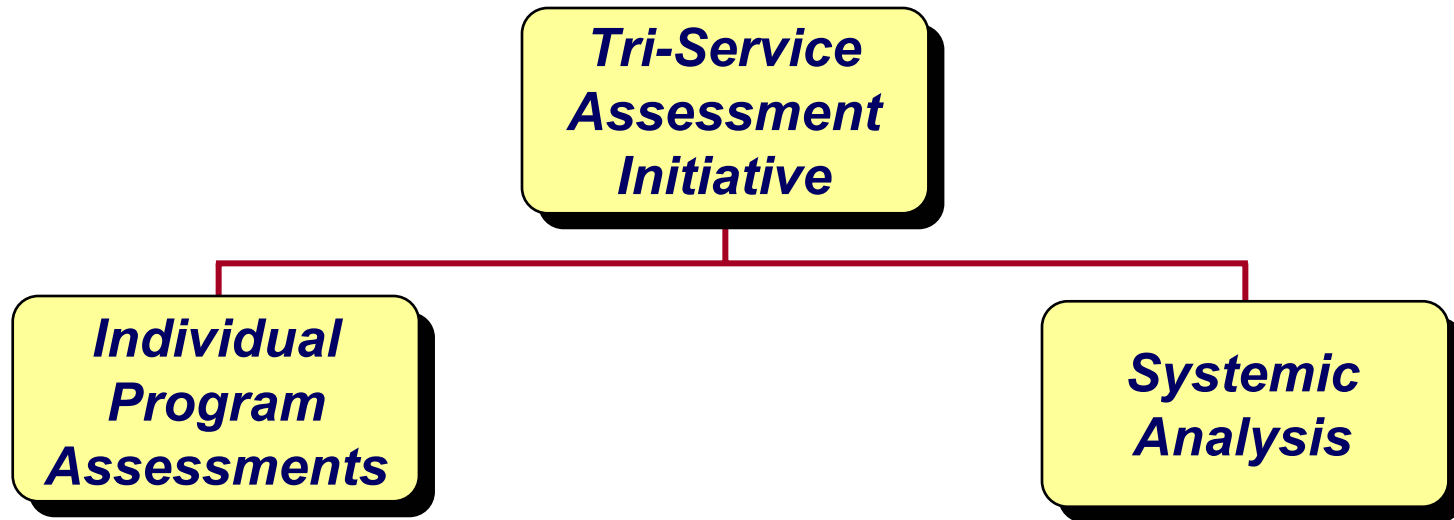 Tri-Service
Assessment
Initiative
Individual
Program
Assessments
Systemic
Analysis